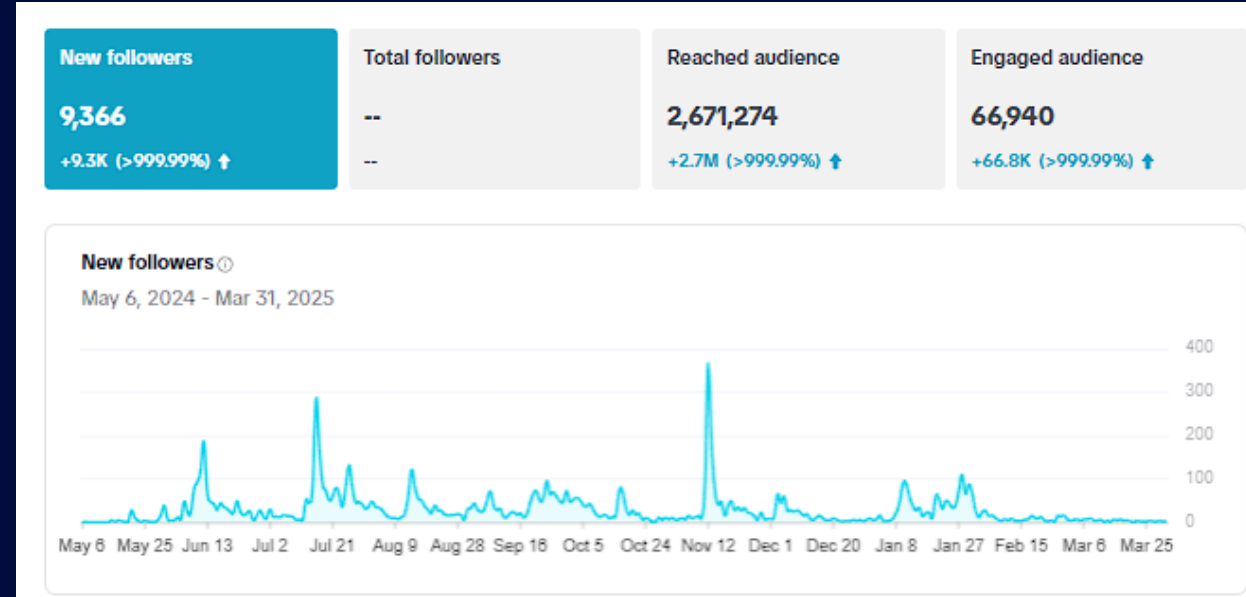 New followers
9,366
+9.3K (>999.99%) ↑
Total followers
--
--
Reached audience
2,671,274
+2.7M (>999.99%) ↑
Engaged audience
66,940
+66.8K (>999.99%) ↑
New followers
May 6, 2024 - Mar 31, 2025
400
300
200
100
0
May 6 May 25 Jun 13 Jul 2 Jul 21 Aug 9 Aug 28 Sep 16 Oct 5 Oct 24 Nov 12 Dec 1 Dec 20 Jan 8 Jan 27 Feb 15 Mar 6 Mar 25